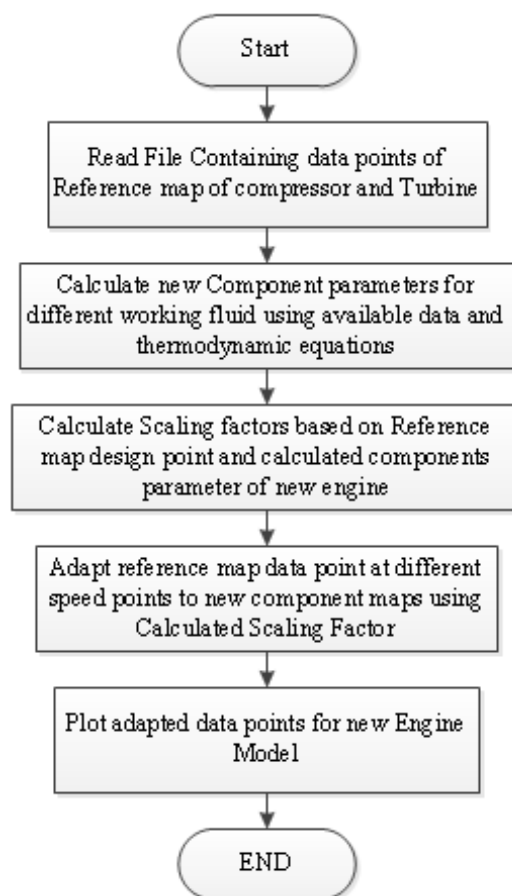 Start
Read File Containing data points of
Reference map of compressor and Turbine
Calculate new Component parameters for
different working fluid using available data and
thermodynamic equations
Calculate Scaling factors based on Reference
map design point and calculated components
parameter of new engine
Adapt reference map data point at different
speed points to new component maps using
Calculated Scaling Factor
Plot adapted data points for new Engine
Model
END